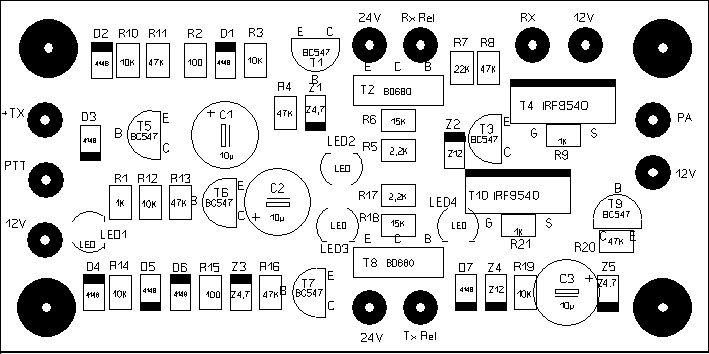 24V Rx Rel RX 12V
D2 R10 R11 R2 D1 R3
4148 10K 47K 100 4148 10K
E C BC547 T1 B
R7 R8
22K 47K
E C B
T2 BD680
+TX
D3
4148
B T5 BC547 E C
+ C1 10µ
R4 47K
Z1 Z4,7
R6 15K
R5 2,2K
Z2 Z12
T3 BC547 E C
T4 IRF9540
G 1K S
R9
PA
PTT
LED2
LED
12V
R1 R12 R13
1K 10K 47K
B T6 BC547 E C
C2 + 10µ
R17 2,2K
R18 15K
LED4
LED
T10 IRF9540
G 1K S
R21
B
T9 BC547
C E
R20 47K
12V
LED LED1
LED
LED3
E C B
T8 BD680
D4 R14 D5 D6 R15 Z3 R16
4148 10K 4148 4148 100 Z4,7 47K
B T7 BC547 E C
D7 Z4 R19
4148 Z12 10K
C3 + 10µ
Z5 Z4,7
24V Tx Rel